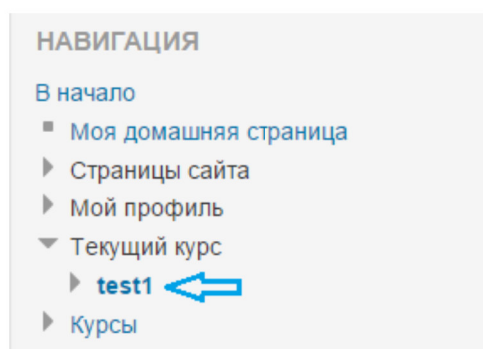 НАВИГАЦИЯ
В начало
Моя домашняя страница
Страницы сайта
Мой профиль
Текущий курс
test1
Курсы